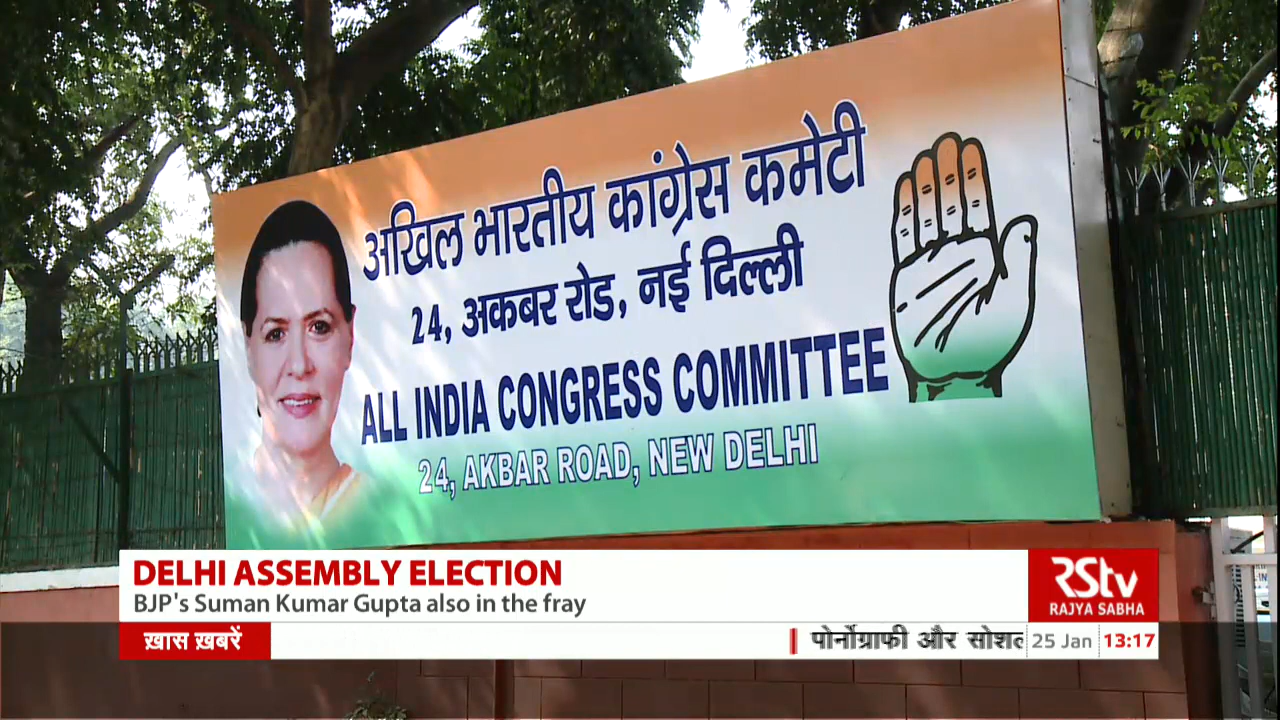 अखिल भारतीय कांग्रेस कमेटी
24, अकबर रोड, नई दिल्ली
ALL INDIA CONGRESS COMMITTEE
24, AKBAR ROAD, NEW DELHI
DELHI ASSEMBLY ELECTION
BJP's Suman Kumar Gupta also in the fray
RStv
RAJYA SABHA
ख़ास ख़बरें
पोर्नोग्राफी और सोशल
25 Jan
13:17